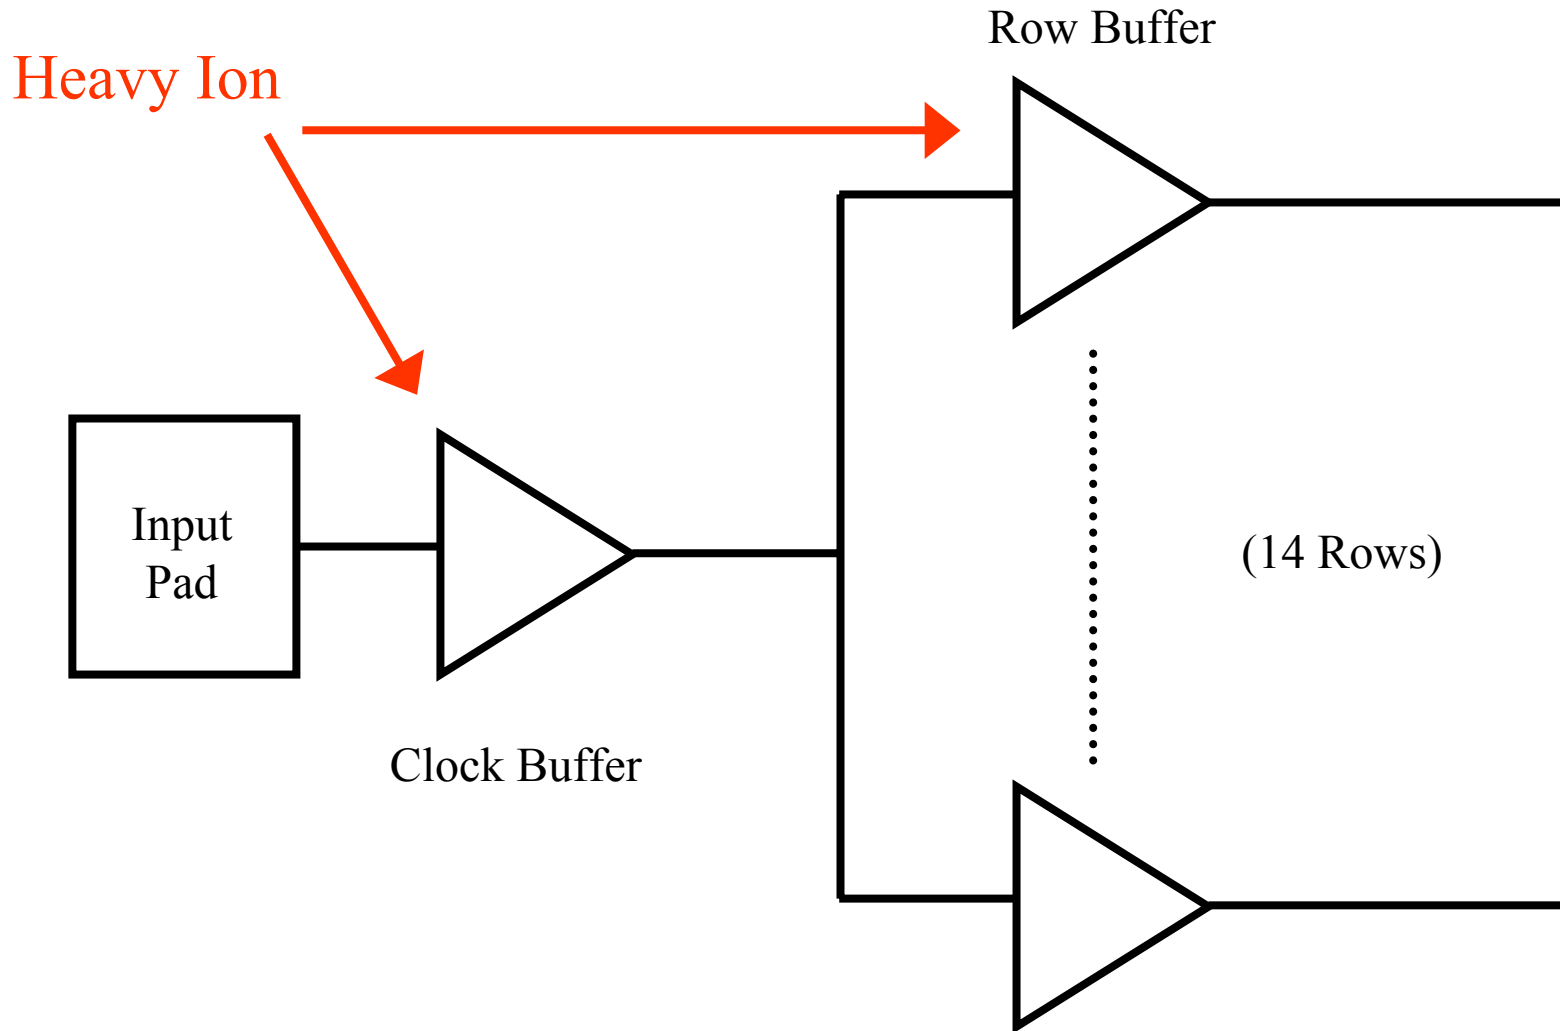 Row Buffer
Heavy Ion
Input
Pad
(14 Rows)
Clock Buffer